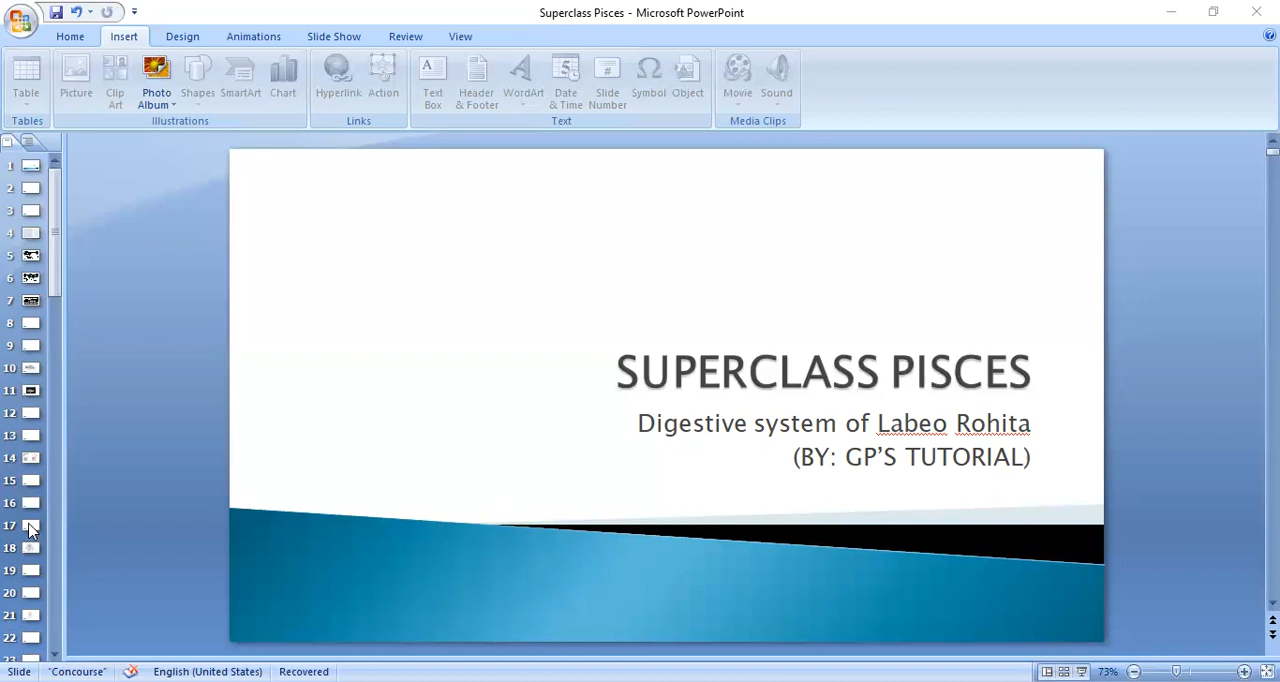 Superclass Pisces - Microsoft PowerPoint
Home Insert Design Animations Slide Show Review View
Table Picture Clip Art Photo Album Shapes SmartArt Chart Hyperlink Action Text Box Header & Footer WordArt Date & Time Slide Number Symbol Object Movie Sound
Tables Illustrations Links Text Media Clips
1
2
3
4
5
6
7
8
9
10
11
12
13
14
15
16
17
18
19
20
21
22
SUPERCLASS PISCES
Digestive system of Labeo Rohita
(BY: GP’S TUTORIAL)
Slide "Concourse" English (United States) Recovered 73%